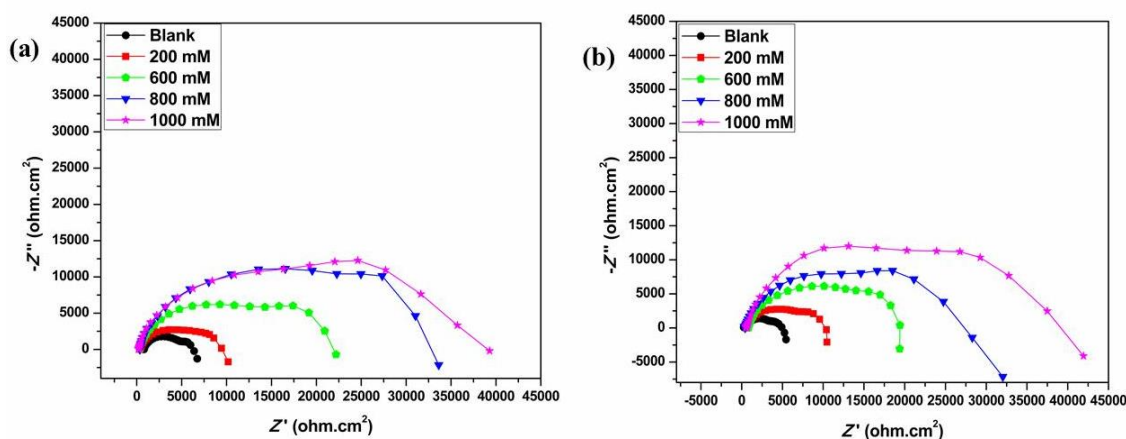 (a)
Blank
200 mM
600 mM
800 mM
1000 mM
45000
40000
35000
30000
25000
20000
15000
10000
5000
0
-Z'' (ohm.cm²)
0 5000 10000 15000 20000 25000 30000 35000 40000 45000
Z' (ohm.cm²)
(b)
Blank
200 mM
600 mM
800 mM
1000 mM
45000
40000
35000
30000
25000
20000
15000
10000
5000
0
-5000
-Z'' (ohm.cm²)
-5000 0 5000 10000 15000 20000 25000 30000 35000 40000 45000
Z' (ohm.cm²)